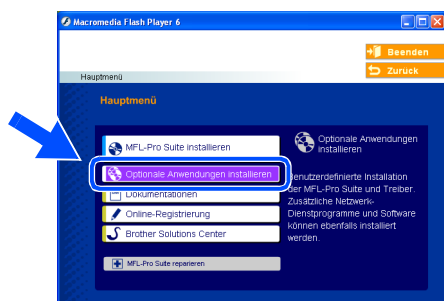 Macromedia Flash Player 6
Beenden
Zurück
Hauptmenü
Hauptmenü
MFL-Pro Suite installieren
Optionale Anwendungen installieren
Dokumentationen
Online-Registrierung
Brother Solutions Center
MFL-Pro Suite reparieren
Optionale Anwendungen
installieren
Benutzerdefinierte Installation
der MFL-Pro Suite und Treiber.
Zusätzliche Netzwerk-
Dienstprogramme und Software
können ebenfalls installiert
werden.